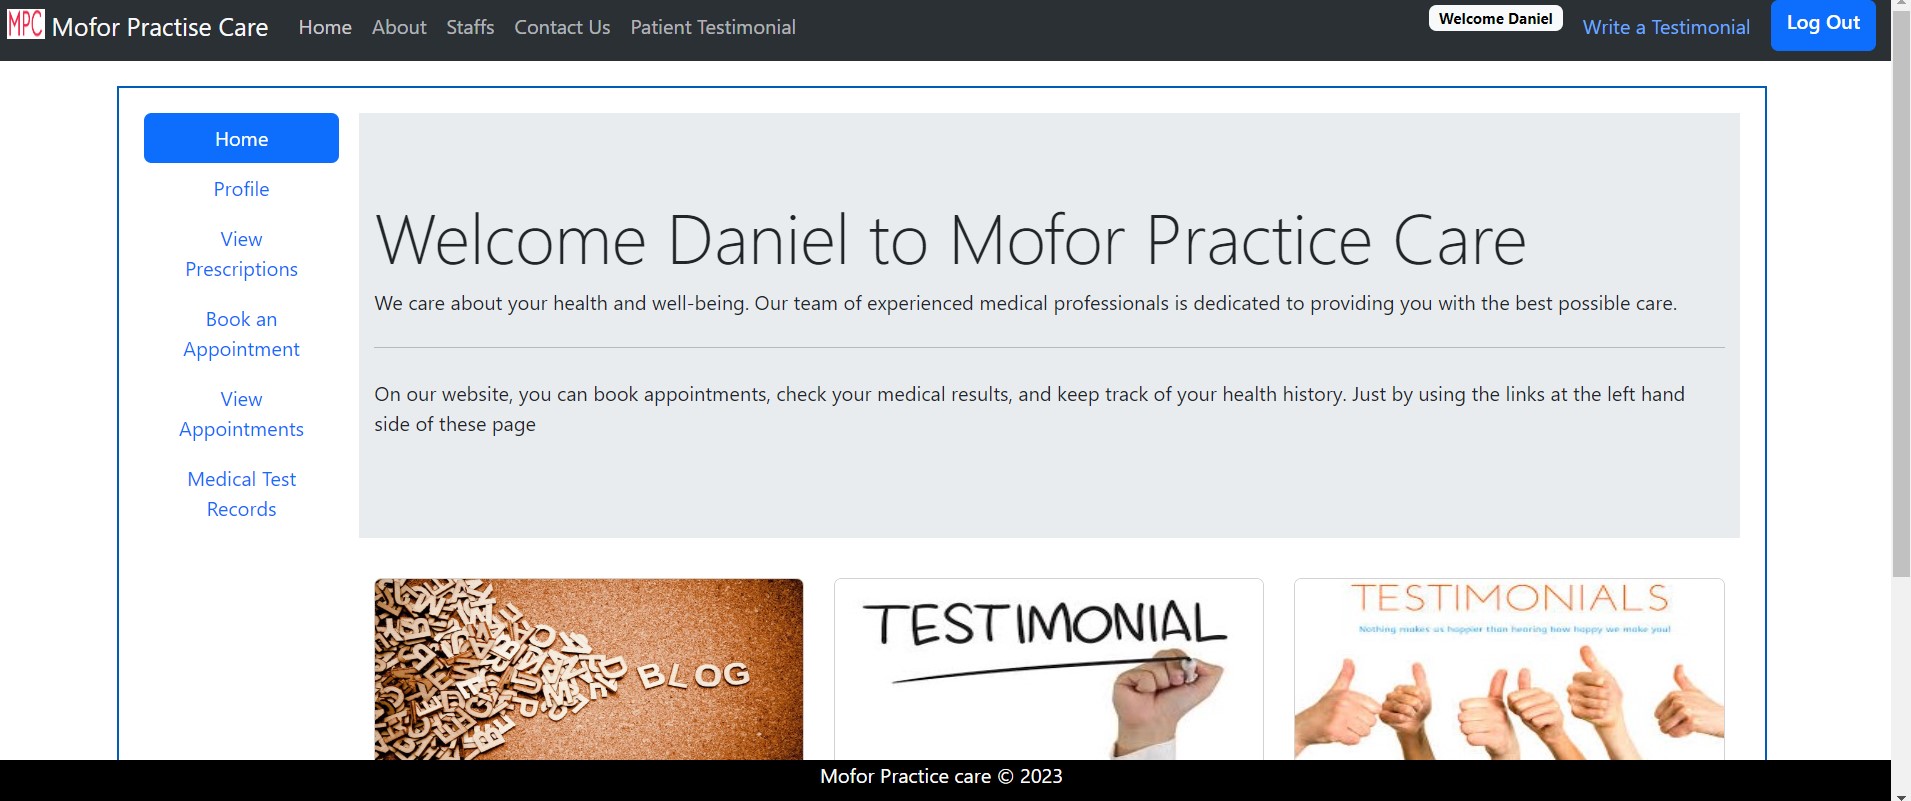 MPC Mofor Practise Care Home About Staffs Contact Us Patient Testimonial Welcome Daniel Write a Testimonial Log Out
Home
Profile
View
Prescriptions
Book an
Appointment
View
Appointments
Medical Test
Records
Welcome Daniel to Mofor Practice Care
We care about your health and well-being. Our team of experienced medical professionals is dedicated to providing you with the best possible care.
On our website, you can book appointments, check your medical results, and keep track of your health history. Just by using the links at the left hand
side of these page
BLOG
TESTIMONIAL
TESTIMONIALS
Nothing makes us happier than hearing how happy we make you!
Mofor Practice care © 2023